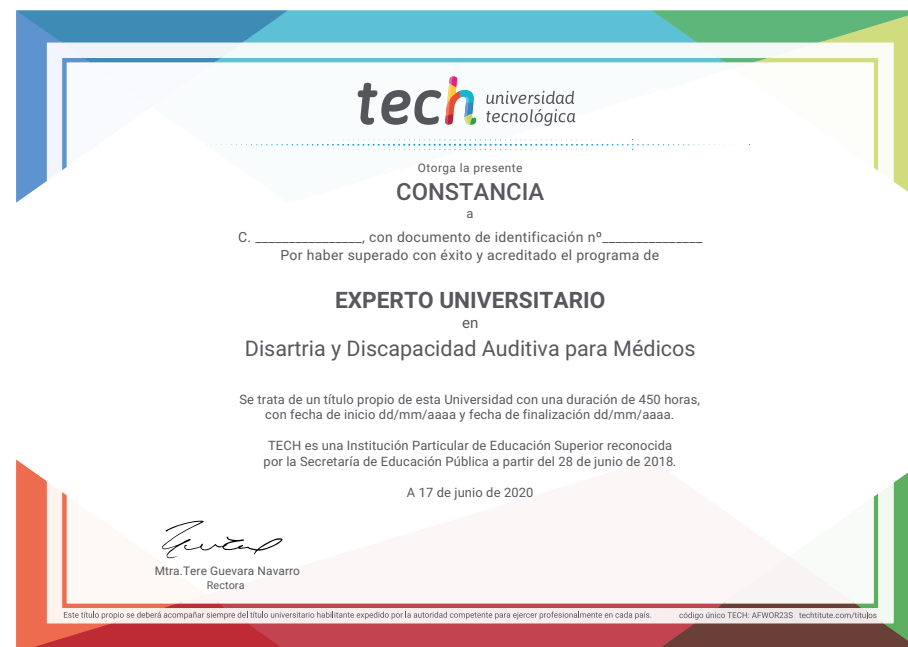 tech universidad
tecnológica
Otorga la presente
CONSTANCIA
a
C. ________________, con documento de identificación nº_______________
Por haber superado con éxito y acreditado el programa de
EXPERTO UNIVERSITARIO
en
Disartria y Discapacidad Auditiva para Médicos
Se trata de un título propio de esta Universidad con una duración de 450 horas,
con fecha de inicio dd/mm/aaaa y fecha de finalización dd/mm/aaaa.
TECH es una Institución Particular de Educación Superior reconocida
por la Secretaría de Educación Pública a partir del 28 de junio de 2018.
A 17 de junio de 2020
Mtra.Tere Guevara Navarro
Rectora
Este título propio se deberá acompañar siempre del título universitario habilitante expedido por la autoridad competente para ejercer profesionalmente en cada país. código único TECH: AFWOR23S techtitute.com/titulos